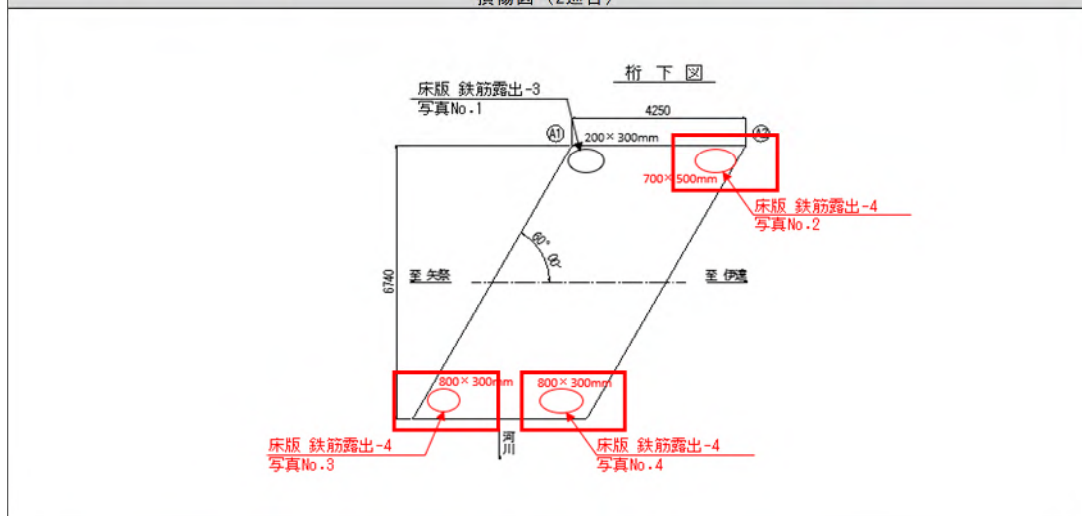 損傷図（2巡目）
桁 下 図
床版 鉄筋露出-3
写真No.1
4250
A1
200×300mm
A2
700×500mm
床版 鉄筋露出-4
写真No.2
60°
00′
6740
至 矢祭
至 伊達
800×300mm
800×300mm
床版 鉄筋露出-4
写真No.3
河川
床版 鉄筋露出-4
写真No.4